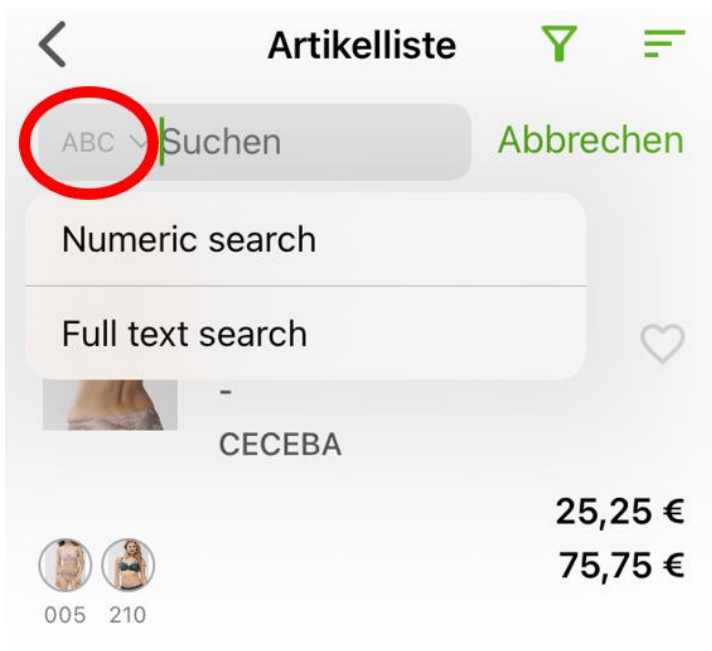 Artikelliste
ABC Suchen Abbrechen
Numeric search
Full text search
-
CECEBA
25,25 €
75,75 €
005 210